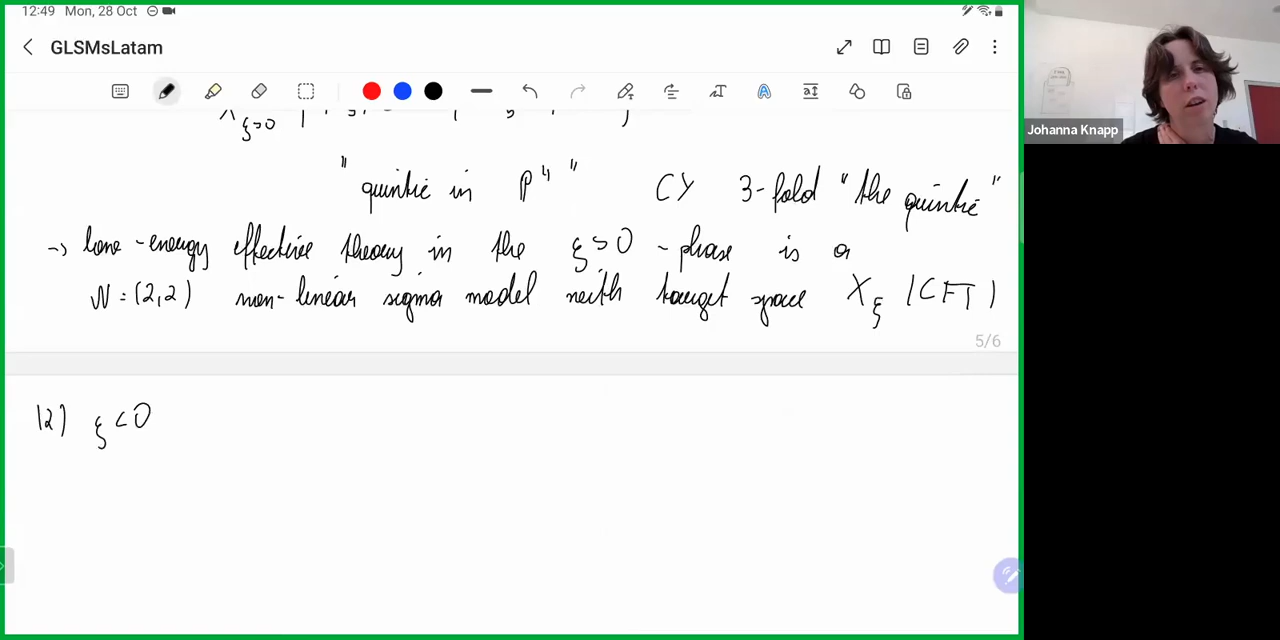 12:49 Mon, 28 Oct
GLSMsLatam
Johanna Knapp
X ξ>0
"quintic in P⁴" CY 3-fold "the quintic"
→ low-energy effective theory in the ξ>0 -phase is a
N=(2,2) non-linear sigma model with target space X_ξ (CFT)
5/6
(2) ξ<0